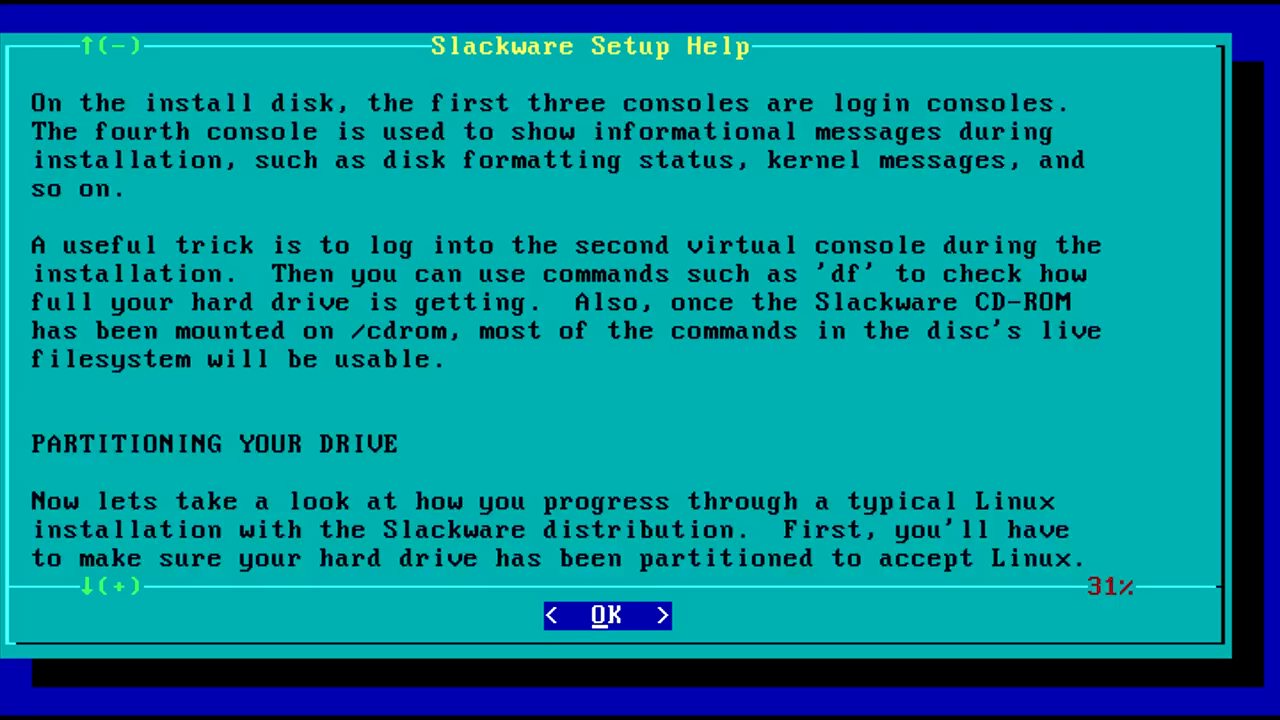 ↑(-) Slackware Setup Help
On the install disk, the first three consoles are login consoles.
The fourth console is used to show informational messages during
installation, such as disk formatting status, kernel messages, and
so on.
A useful trick is to log into the second virtual console during the
installation.  Then you can use commands such as 'df' to check how
full your hard drive is getting.  Also, once the Slackware CD-ROM
has been mounted on /cdrom, most of the commands in the disc's live
filesystem will be usable.
PARTITIONING YOUR DRIVE
Now lets take a look at how you progress through a typical Linux
installation with the Slackware distribution.  First, you'll have
to make sure your hard drive has been partitioned to accept Linux.
↓(+) 31%
< OK >